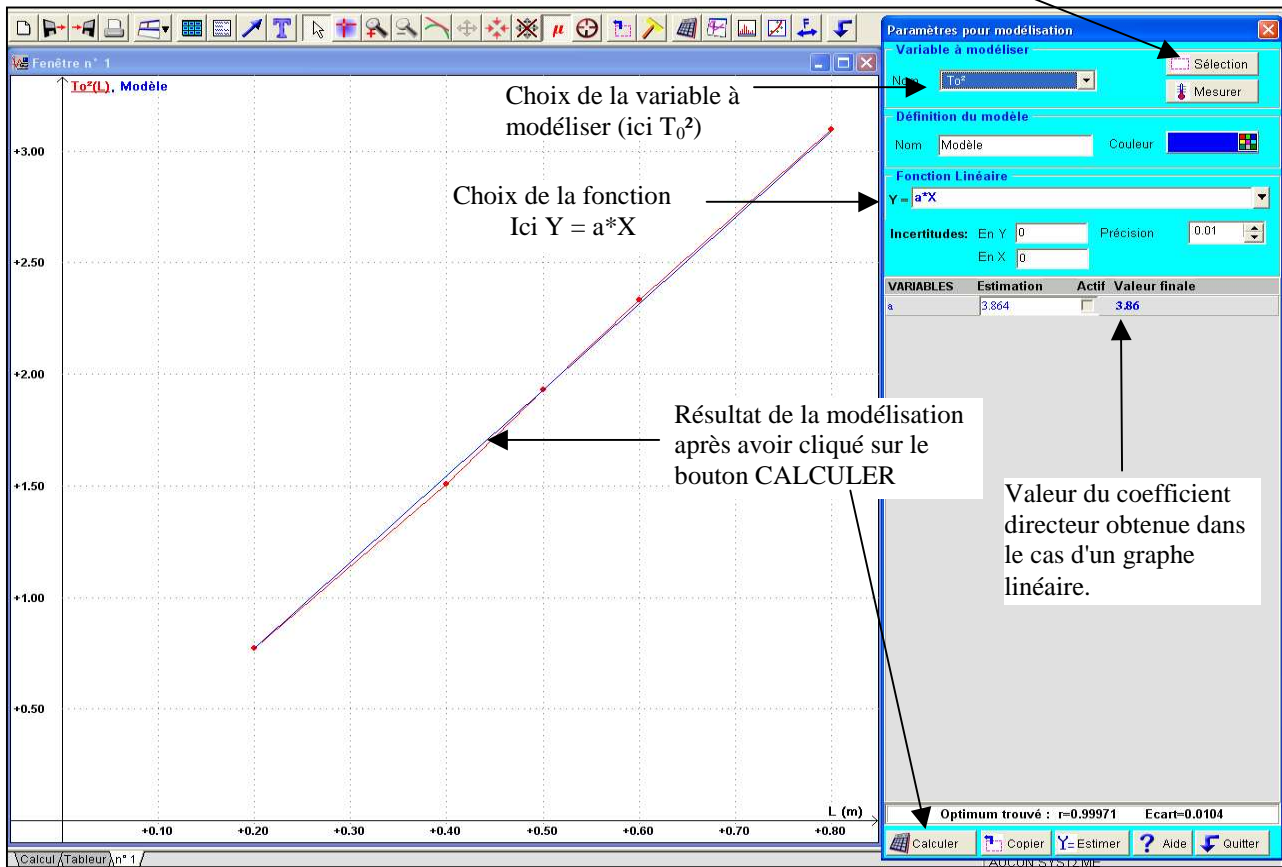 Fenêtre n° 1
To²(L), Modèle
+3.00
+2.50
+2.00
+1.50
+1.00
+0.50
+0.10 +0.20 +0.30 +0.40 +0.50 +0.60 +0.70 +0.80
L (m)
Choix de la variable à
modéliser (ici T₀²)
Choix de la fonction
Ici Y = a*X
Résultat de la modélisation
après avoir cliqué sur le
bouton CALCULER
Valeur du coefficient
directeur obtenue dans
le cas d'un graphe
linéaire.
Paramètres pour modélisation
Variable à modéliser
Nom To²
Sélection
Mesurer
Définition du modèle
Nom Modèle Couleur
Fonction Linéaire
Y = a*X
Incertitudes: En Y 0 Précision 0.01
En X 0
VARIABLES Estimation Actif Valeur finale
a 3.864 3.86
Optimum trouvé : r=0.99971 Ecart=0.0104
Calculer Copier Y= Estimer ? Aide Quitter
\Calcul /Tableur\n° 1/